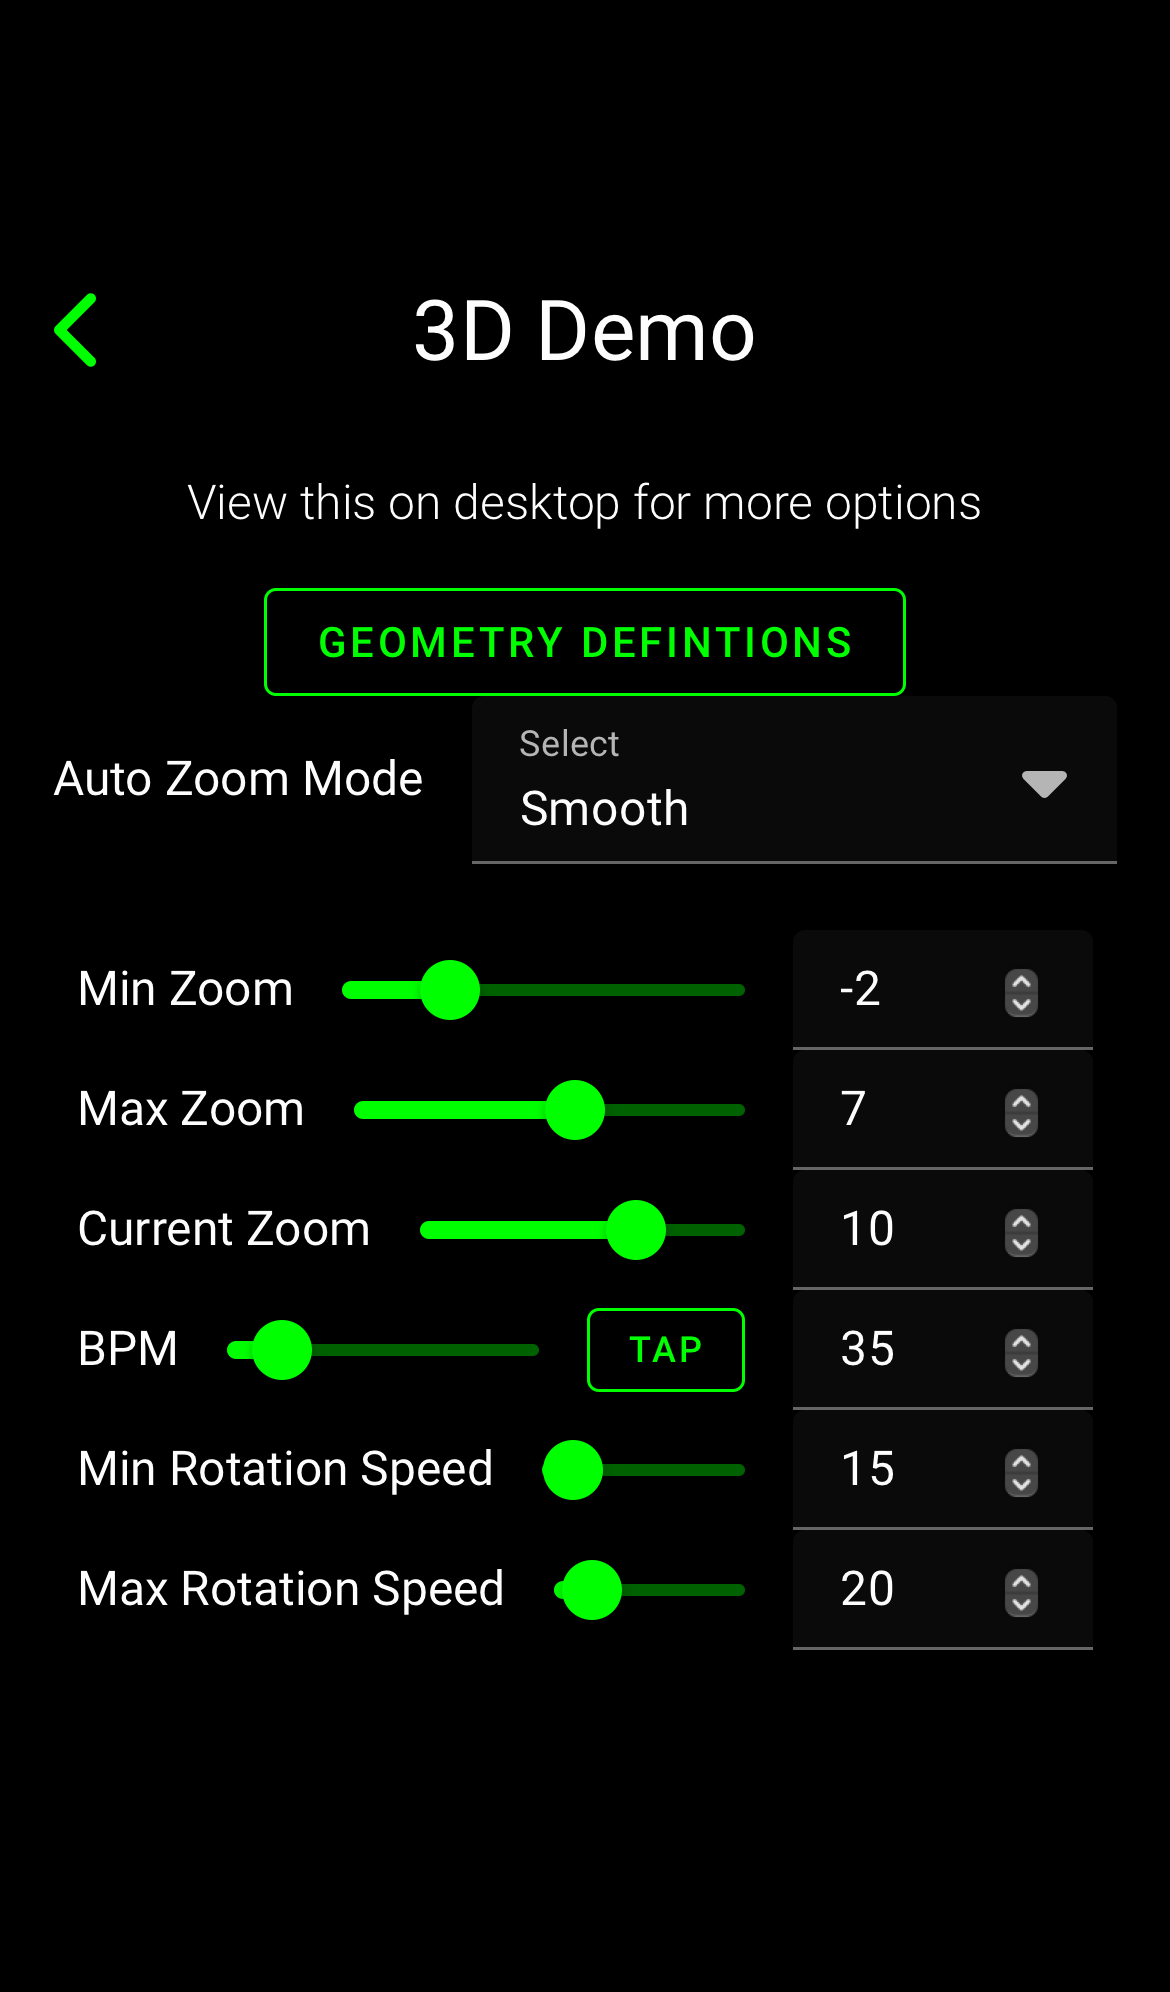 3D Demo
View this on desktop for more options
GEOMETRY DEFINTIONS
Select
Auto Zoom Mode
Smooth
Min Zoom -2
Max Zoom 7
Current Zoom 10
BPM TAP 35
Min Rotation Speed 15
Max Rotation Speed 20